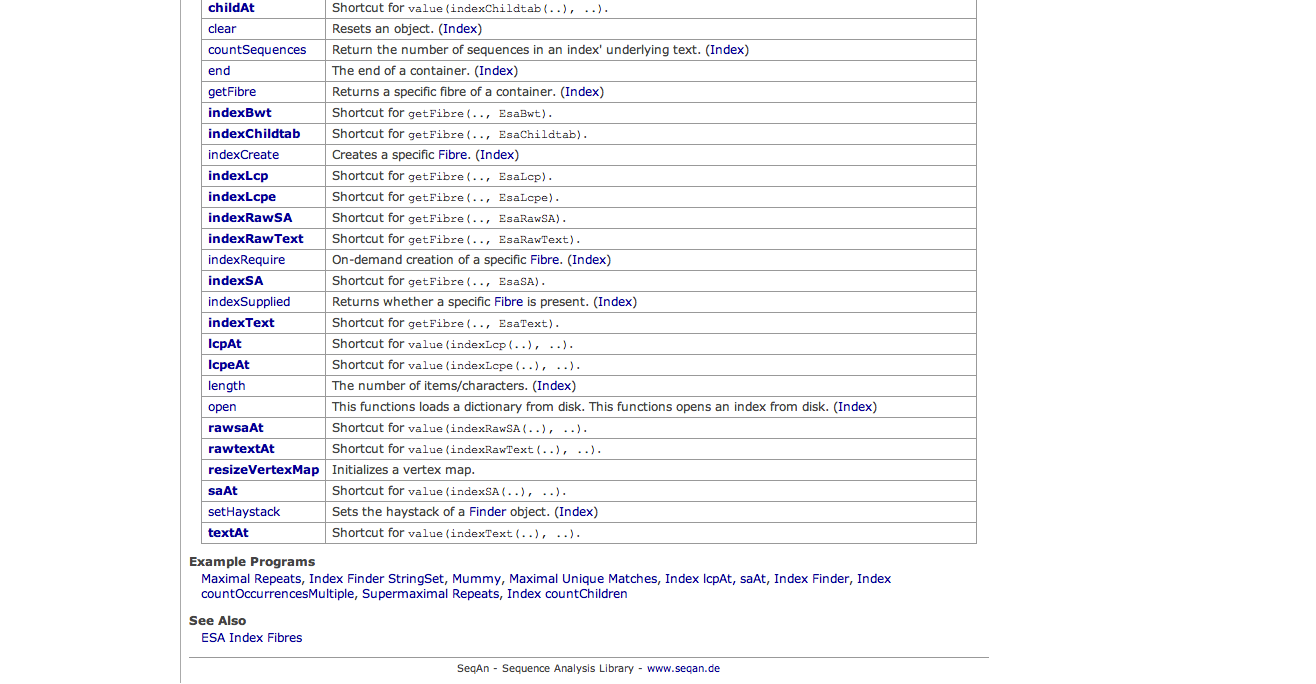 childAt Shortcut for value(indexChildtab(..), ..).
clear Resets an object. (Index)
countSequences Return the number of sequences in an index' underlying text. (Index)
end The end of a container. (Index)
getFibre Returns a specific fibre of a container. (Index)
indexBwt Shortcut for getFibre(.., EsaBwt).
indexChildtab Shortcut for getFibre(.., EsaChildtab).
indexCreate Creates a specific Fibre. (Index)
indexLcp Shortcut for getFibre(.., EsaLcp).
indexLcpe Shortcut for getFibre(.., EsaLcpe).
indexRawSA Shortcut for getFibre(.., EsaRawSA).
indexRawText Shortcut for getFibre(.., EsaRawText).
indexRequire On-demand creation of a specific Fibre. (Index)
indexSA Shortcut for getFibre(.., EsaSA).
indexSupplied Returns whether a specific Fibre is present. (Index)
indexText Shortcut for getFibre(.., EsaText).
lcpAt Shortcut for value(indexLcp(..), ..).
lcpeAt Shortcut for value(indexLcpe(..), ..).
length The number of items/characters. (Index)
open This functions loads a dictionary from disk. This functions opens an index from disk. (Index)
rawsaAt Shortcut for value(indexRawSA(..), ..).
rawtextAt Shortcut for value(indexRawText(..), ..).
resizeVertexMap Initializes a vertex map.
saAt Shortcut for value(indexSA(..), ..).
setHaystack Sets the haystack of a Finder object. (Index)
textAt Shortcut for value(indexText(..), ..).
Example Programs
Maximal Repeats, Index Finder StringSet, Mummy, Maximal Unique Matches, Index lcpAt, saAt, Index Finder, Index
countOccurrencesMultiple, Supermaximal Repeats, Index countChildren
See Also
ESA Index Fibres
SeqAn - Sequence Analysis Library - www.seqan.de